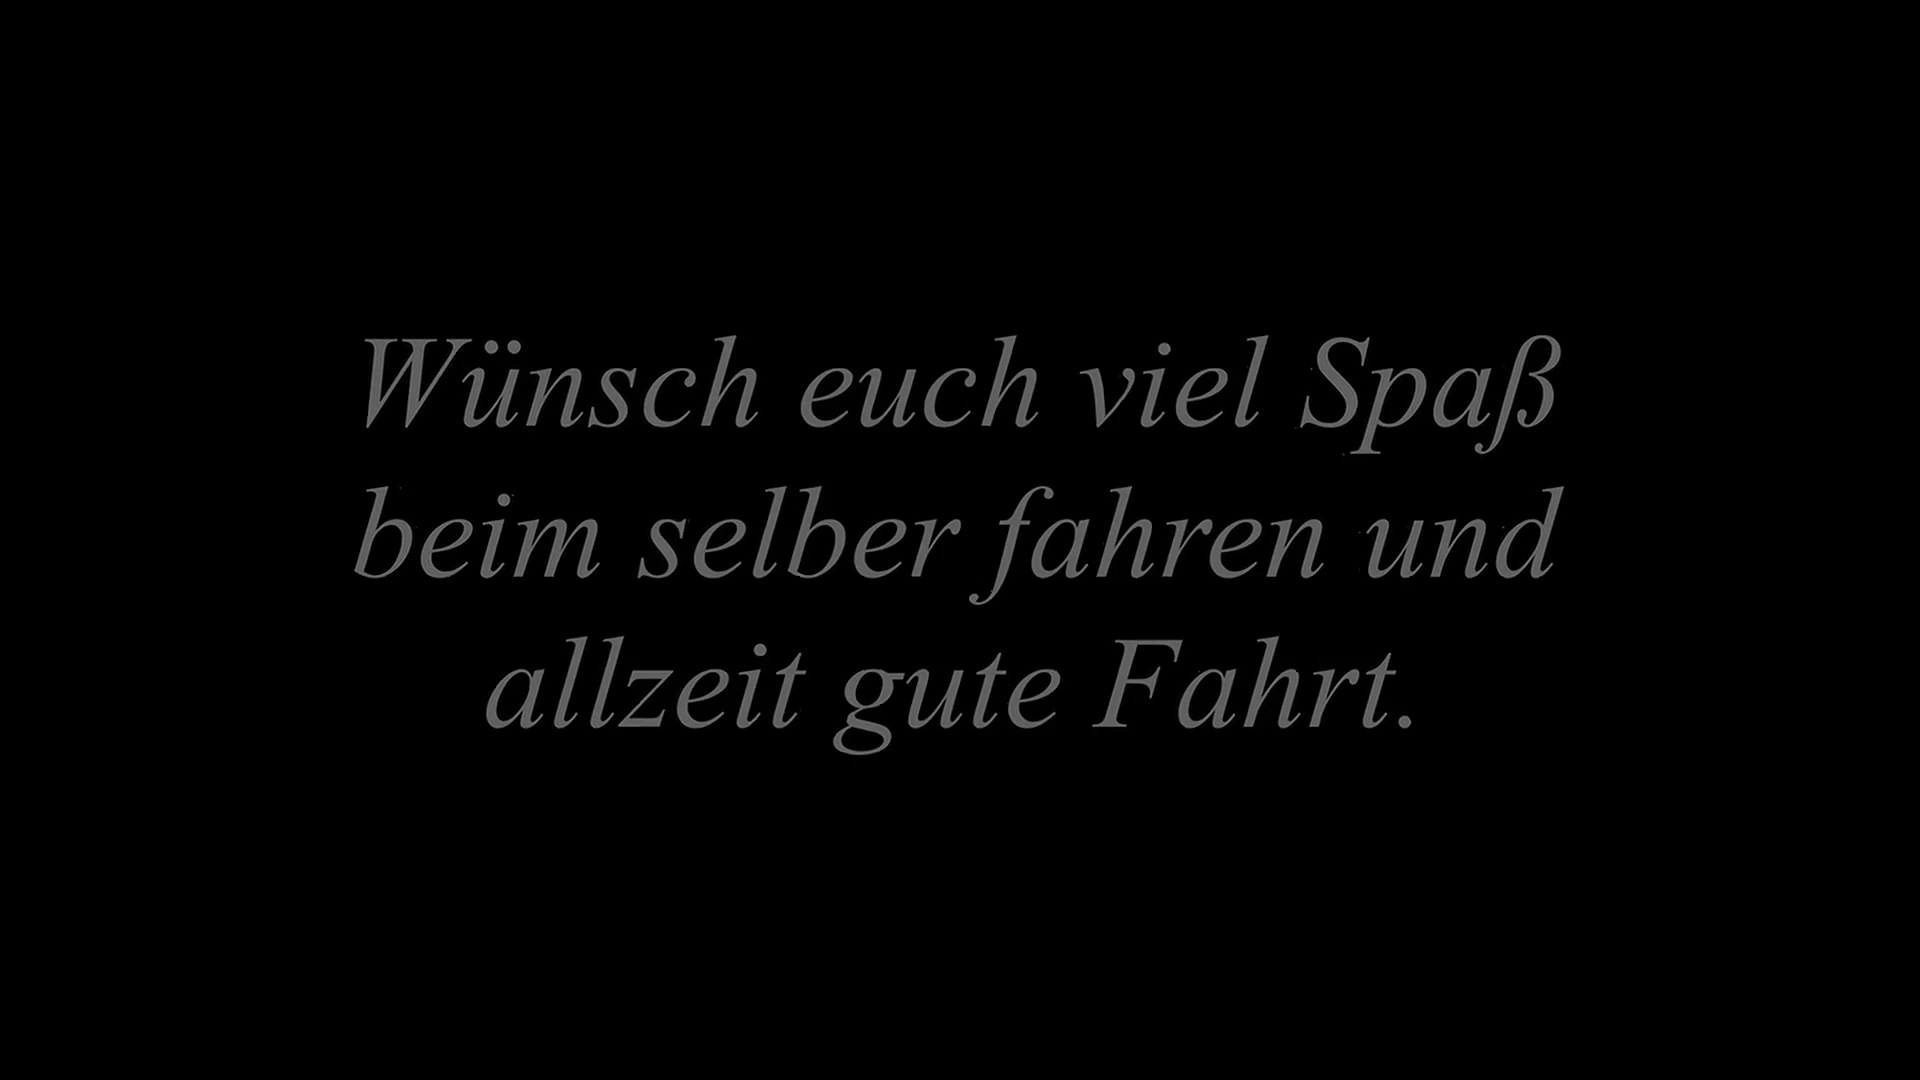 Wünsch euch viel Spaß
beim selber fahren und
allzeit gute Fahrt.